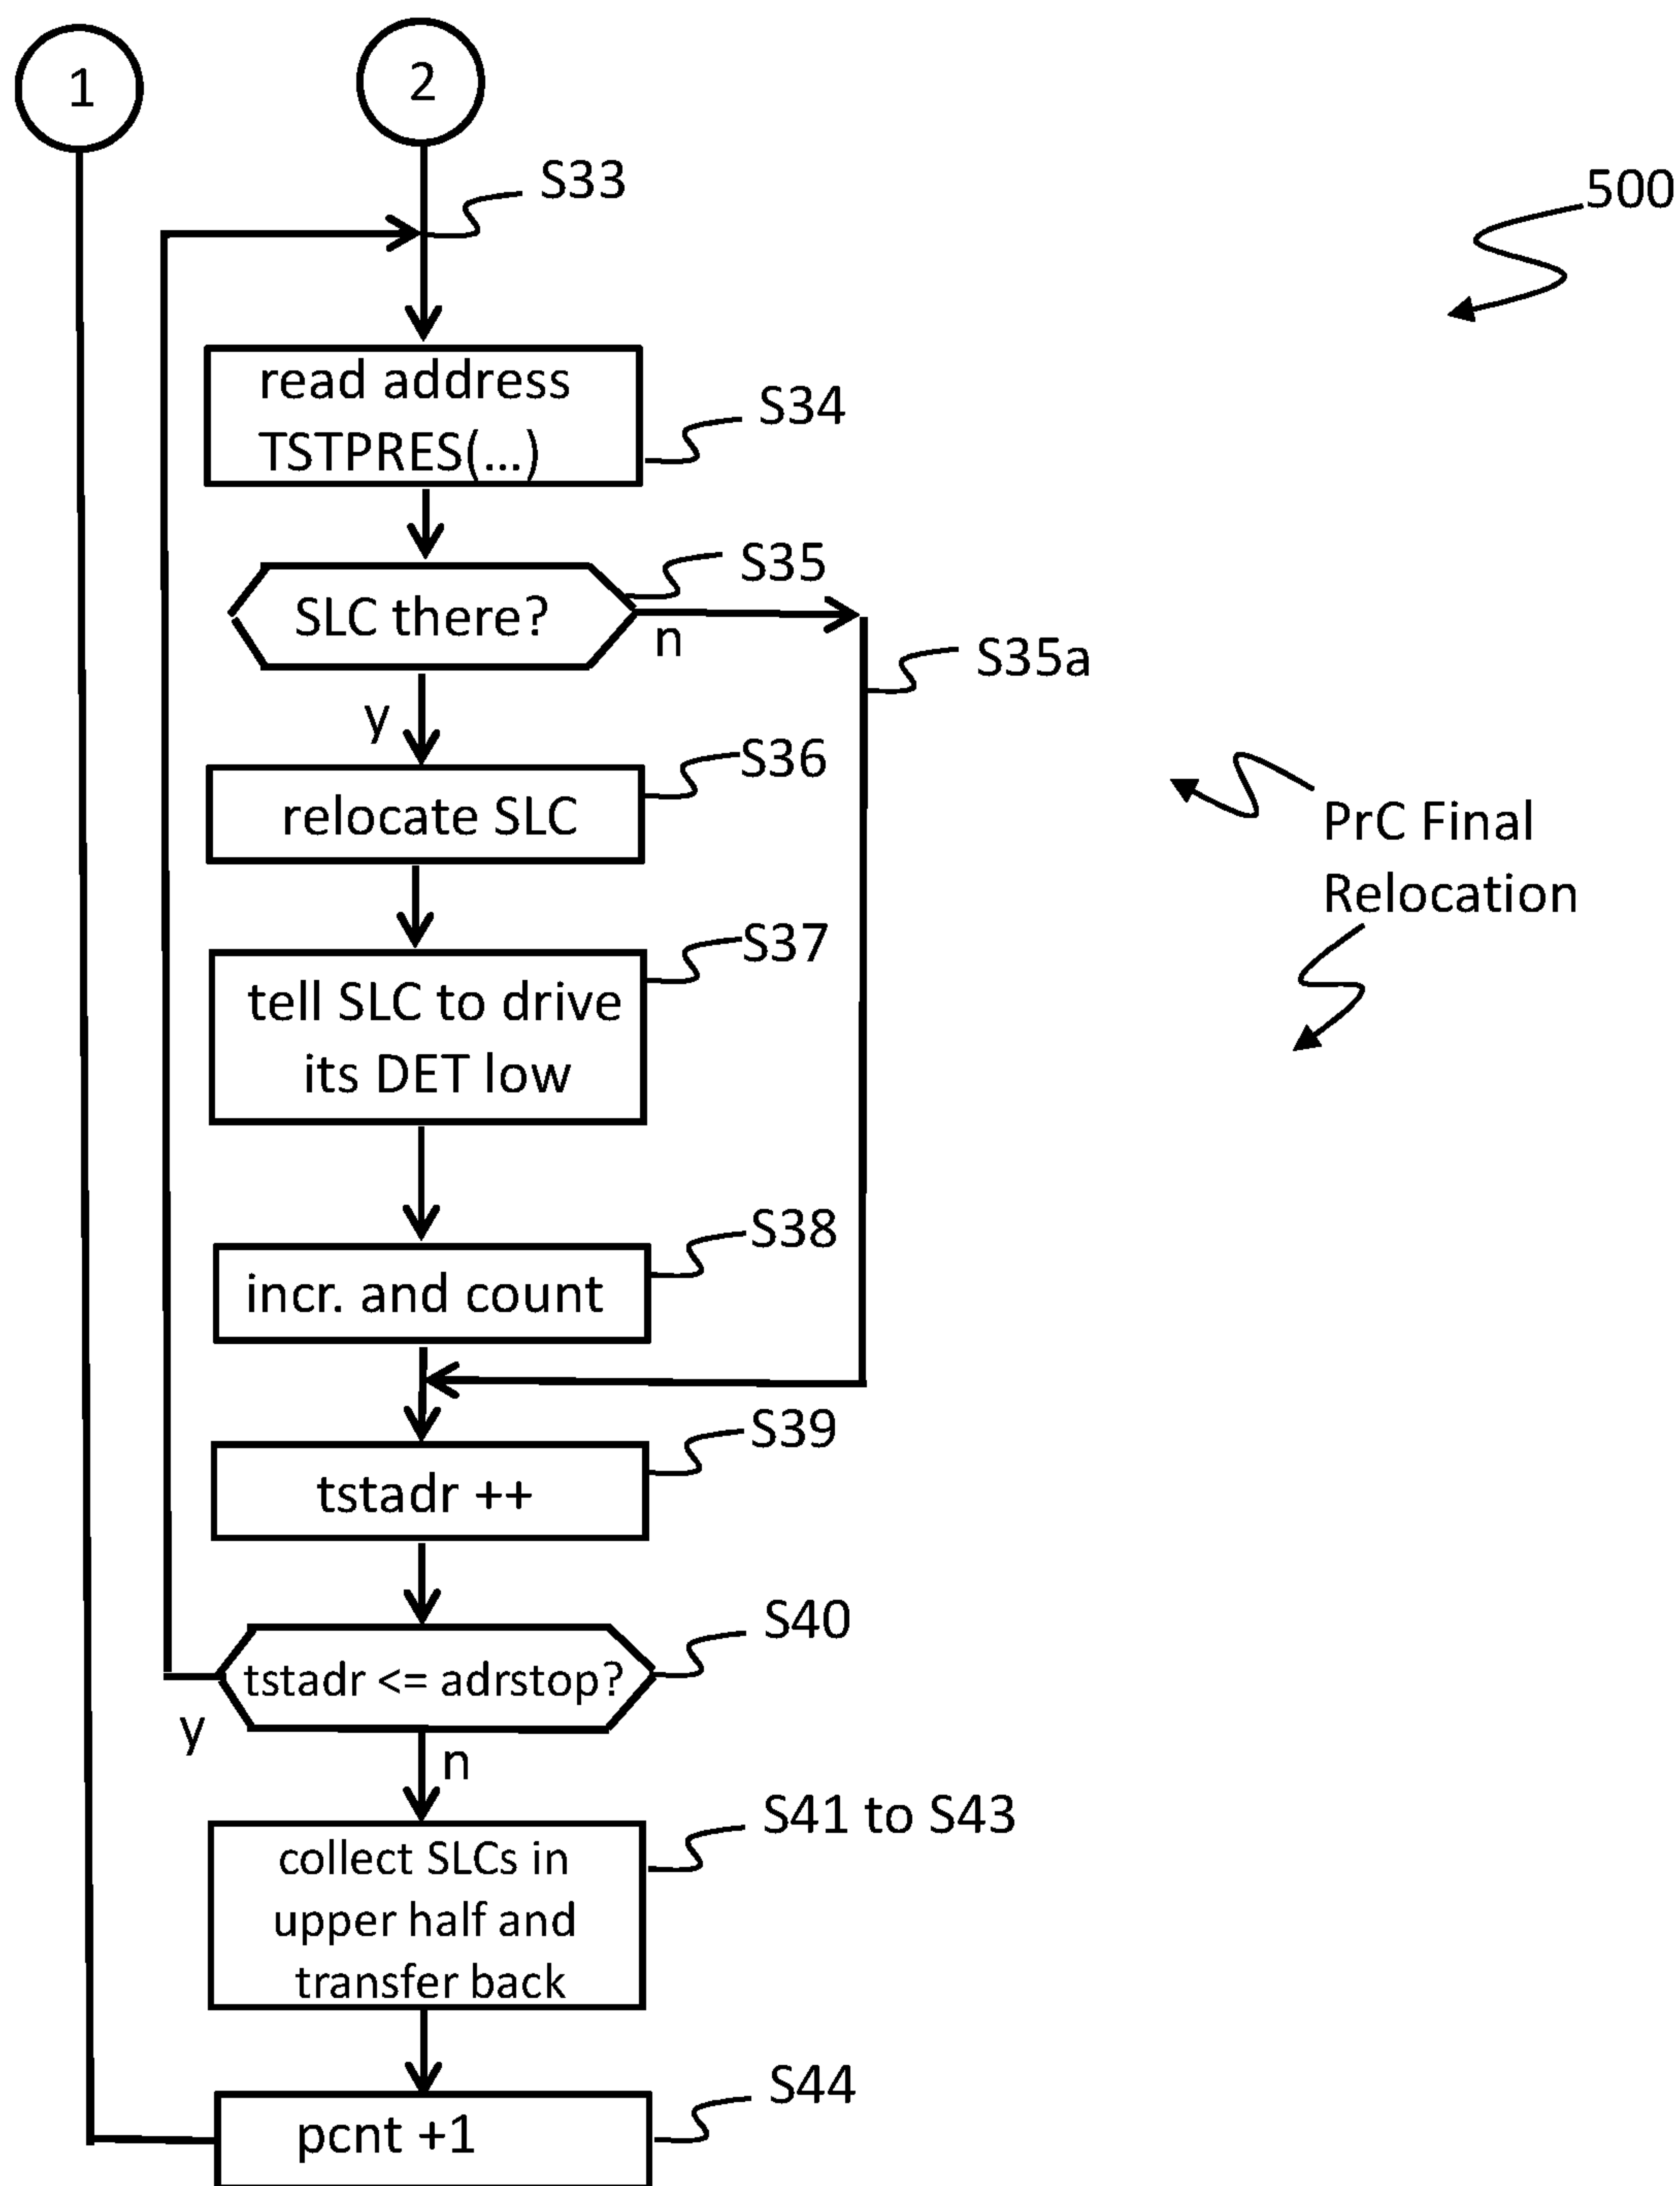 1
2
S33
500
read address
TSTPRES(...)
S34
S35
SLC there?
n
S35a
y
S36
relocate SLC
PrC Final
Relocation
S37
tell SLC to drive
its DET low
S38
incr. and count
S39
tstadr ++
S40
tstadr <= adrstop?
y
n
S41 to S43
collect SLCs in
upper half and
transfer back
S44
pcnt +1